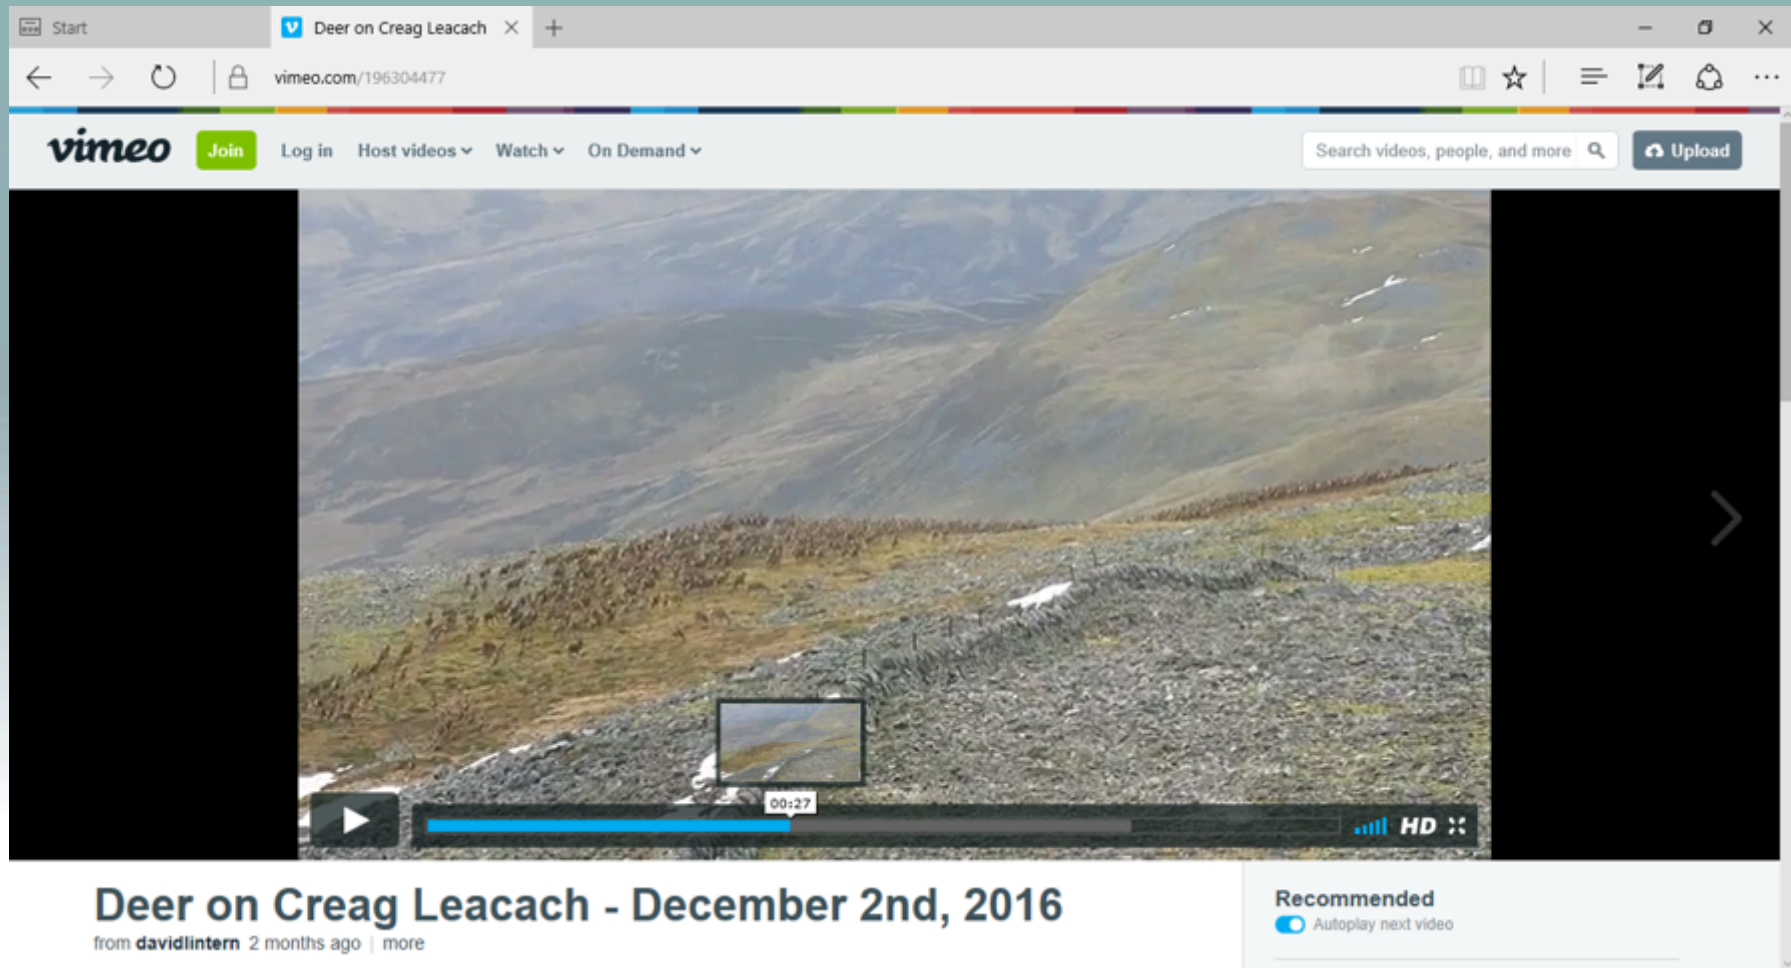 Start
Deer on Creag Leacach
vimeo.com/196304477
vimeo Join Log in Host videos Watch On Demand Search videos, people, and more Upload
00:27
HD
Deer on Creag Leacach - December 2nd, 2016
from davidlintern 2 months ago | more
Recommended
Autoplay next video